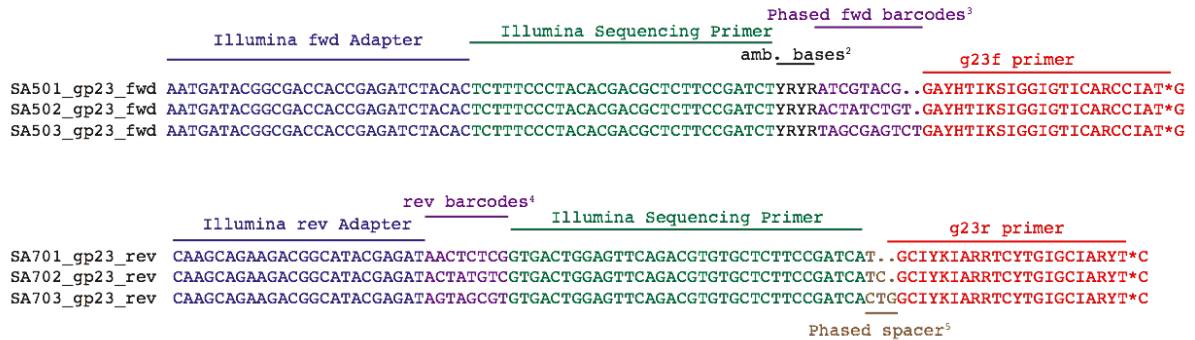 Phased fwd barcodes³
Illumina fwd Adapter Illumina Sequencing Primer
amb. bases² g23f primer
SA501_gp23_fwd AATGATACGGCGACCACCGAGATCTACACTCTTTCCCTACACGACGCTCTTCCGATCTYRYRATCGTACG..GAYHTIKSIGGIGTICARCCIAT*G
SA502_gp23_fwd AATGATACGGCGACCACCGAGATCTACACTCTTTCCCTACACGACGCTCTTCCGATCTYRYRACTATCTGT.GAYHTIKSIGGIGTICARCCIAT*G
SA503_gp23_fwd AATGATACGGCGACCACCGAGATCTACACTCTTTCCCTACACGACGCTCTTCCGATCTYRYRTAGCGAGTCTGAYHTIKSIGGIGTICARCCIAT*G
rev barcodes⁴
Illumina rev Adapter Illumina Sequencing Primer g23r primer
SA701_gp23_rev CAAGCAGAAGACGGCATACGAGATAACTCTCGGTGACTGGAGTTCAGACGTGTGCTCTTCCGATCAT..GCIYKIARRTCYTGIGCIARYT*C
SA702_gp23_rev CAAGCAGAAGACGGCATACGAGATACTATGTCGTGACTGGAGTTCAGACGTGTGCTCTTCCGATCATC.GCIYKIARRTCYTGIGCIARYT*C
SA703_gp23_rev CAAGCAGAAGACGGCATACGAGATAGTAGCGTGTGACTGGAGTTCAGACGTGTGCTCTTCCGATCACTGGCIYKIARRTCYTGIGCIARYT*C
Phased spacer⁵